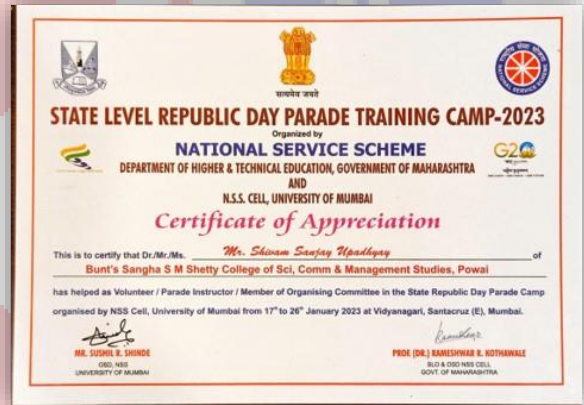 सत्यमेव जयते
STATE LEVEL REPUBLIC DAY PARADE TRAINING CAMP-2023
Organized by
NATIONAL SERVICE SCHEME
G20
DEPARTMENT OF HIGHER & TECHNICAL EDUCATION, GOVERNMENT OF MAHARASHTRA
AND
N.S.S. CELL, UNIVERSITY OF MUMBAI
Certificate of Appreciation
This is to certify that Dr./Mr./Ms. Mr. Shivam Sanjay Upadhyay of
Bunt's Sangha S M Shetty College of Sci, Comm & Management Studies, Powai
has helped as Volunteer / Parade Instructor / Member of Organising Committee in the State Republic Day Parade Camp
organised by NSS Cell, University of Mumbai from 17th to 26th January 2023 at Vidyanagari, Santacruz (E), Mumbai.
MR. SUSHIL R. SHINDE
OSD, NSS
UNIVERSITY OF MUMBAI
PROF. (DR.) RAMESHWAR B. KOTHAWALE
SLO & OSD NSS CELL
GOVT. OF MAHARASHTRA